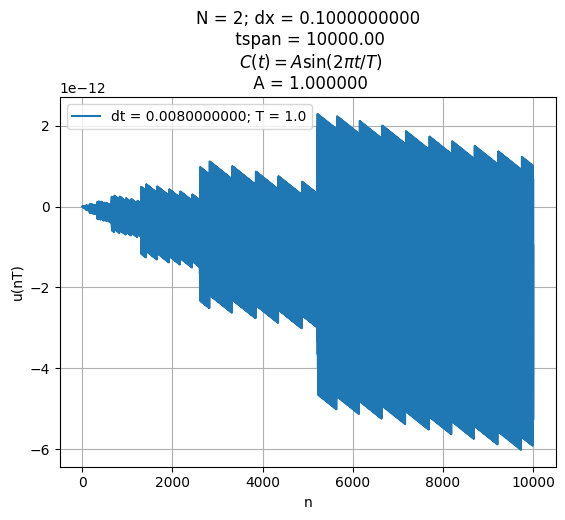 N = 2; dx = 0.1000000000
tspan = 10000.00
C(t) = A sin(2πt/T)
A = 1.000000
1e−12
dt = 0.0080000000; T = 1.0
2
0
−2
−4
−6
u(nT)
0 2000 4000 6000 8000 10000
n